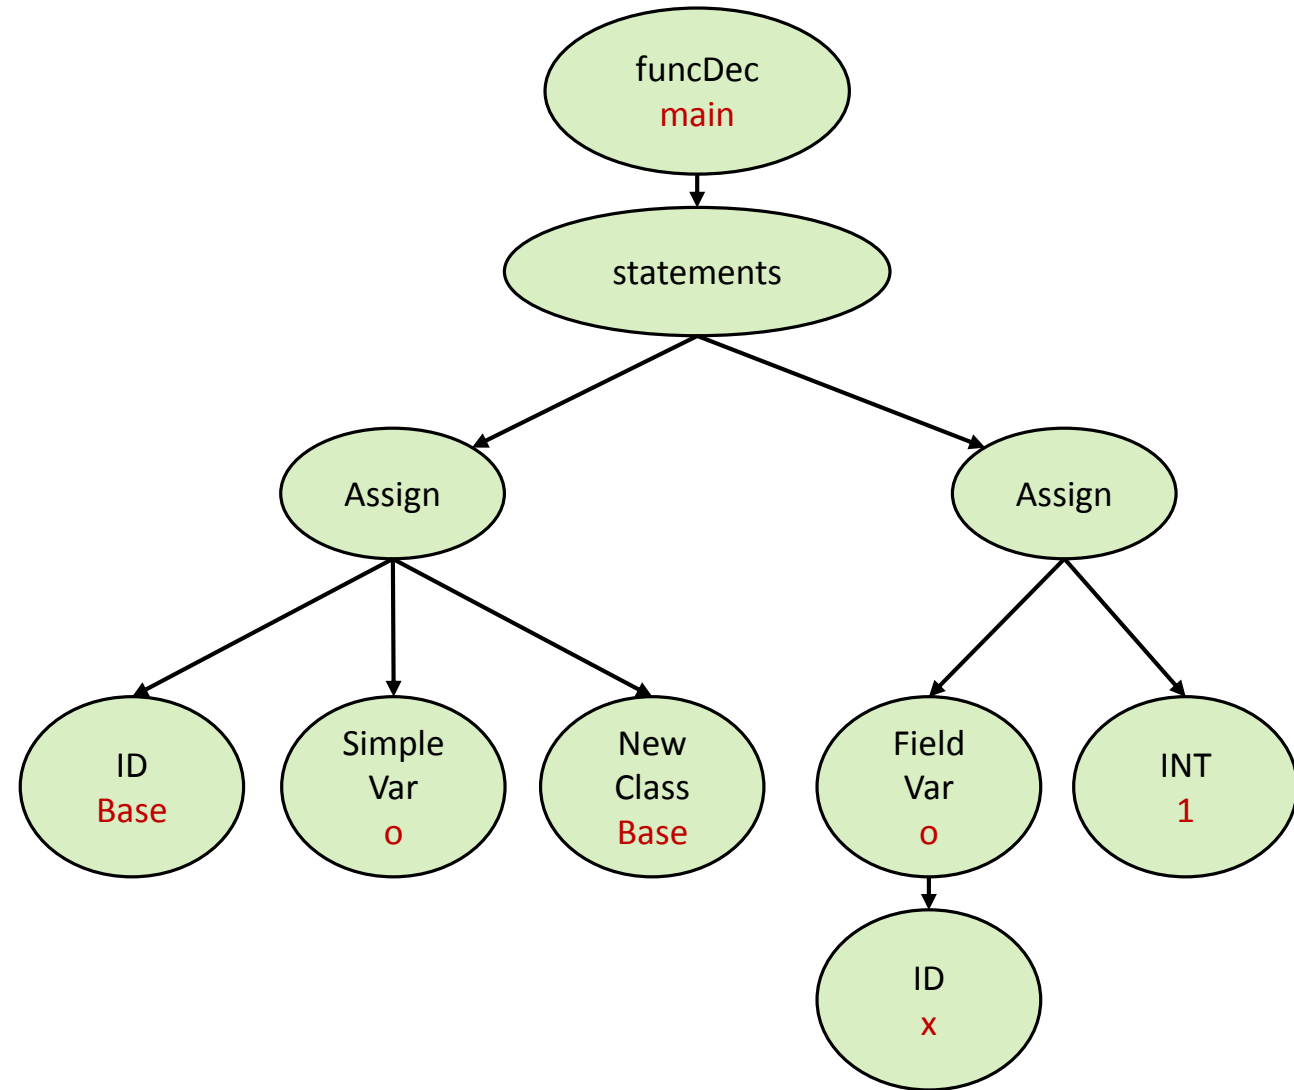 funcDec
main
statements
Assign
Assign
ID
Base
Simple
Var
o
New
Class
Base
Field
Var
o
INT
1
ID
x